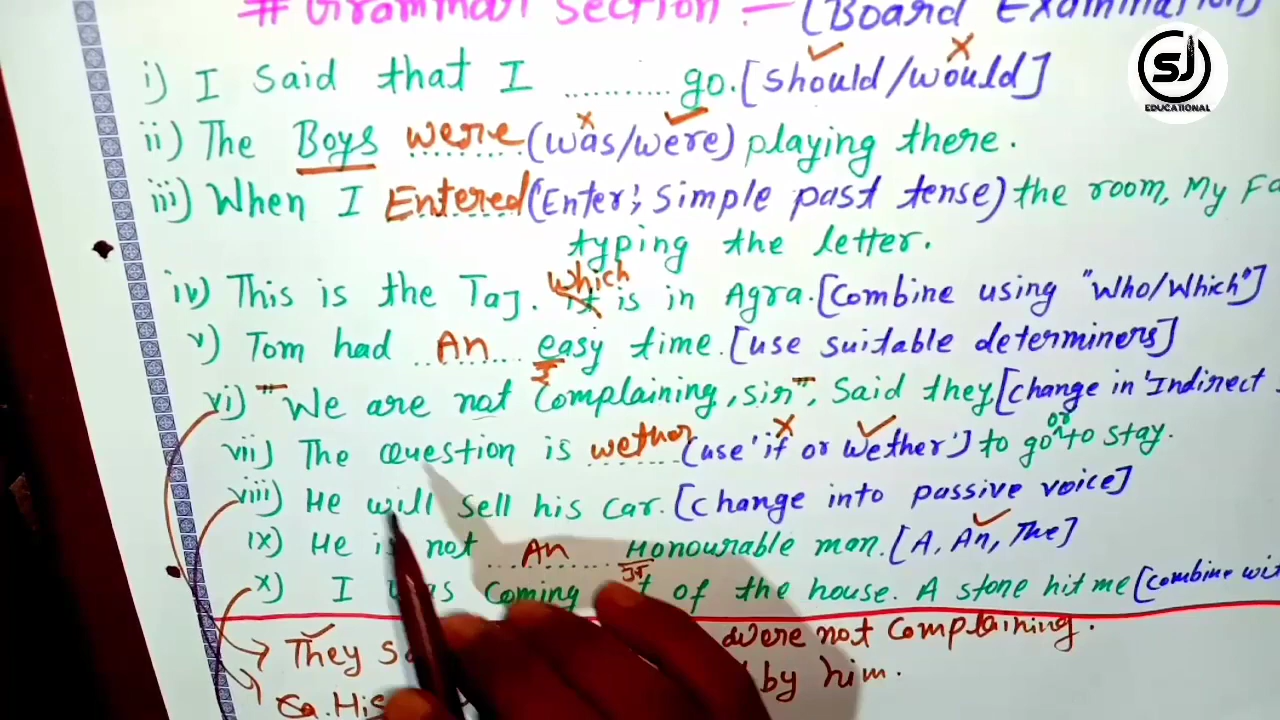 # Grammar Section :- (Board Examination)
SJ
EDUCATIONAL
i) I Said that I .......... go. [Should/would]
ii) The Boys were (was/were) playing there.
iii) When I Entered (Enter; Simple past tense) the room, My Fa
typing the letter.
which
iv) This is the Taj. It is in Agra. [Combine using "Who/Which"]
v) Tom had An easy time. [use suitable determiners]
vi) "We are not Complaining, Sir", Said they [change in 'Indirect
or
vii) The question is wether (use 'if or Wether') to go to stay.
viii) He will sell his car. [change into passive voice]
ix) He is not An Honourable man. [A, An, The]
x) I was Coming of the house. A stone hit me (combine wit
They were not Complaining.
Ca. His by him.